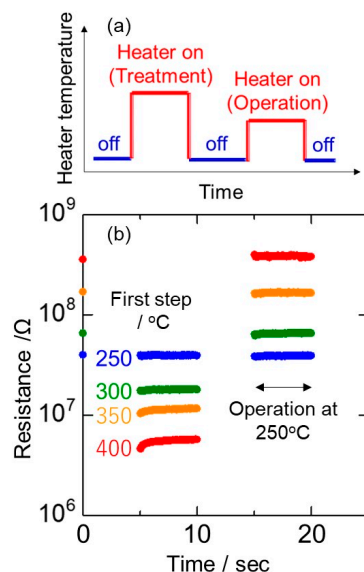 (a)
Heater temperature
Heater on
(Treatment)
Heater on
(Operation)
off
off
off
Time
(b)
Resistance /Ω
10⁹
10⁸
10⁷
10⁶
First step
/ °C
250
300
350
400
Operation at
250°C
0
10
20
Time / sec